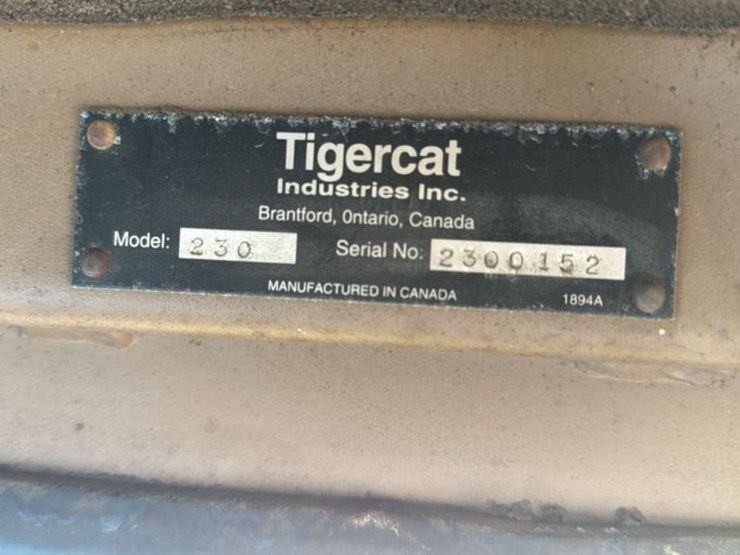 Tigercat
Industries Inc.
Brantford, Ontario, Canada
Model: 230 Serial No: 2300152
MANUFACTURED IN CANADA 1894A